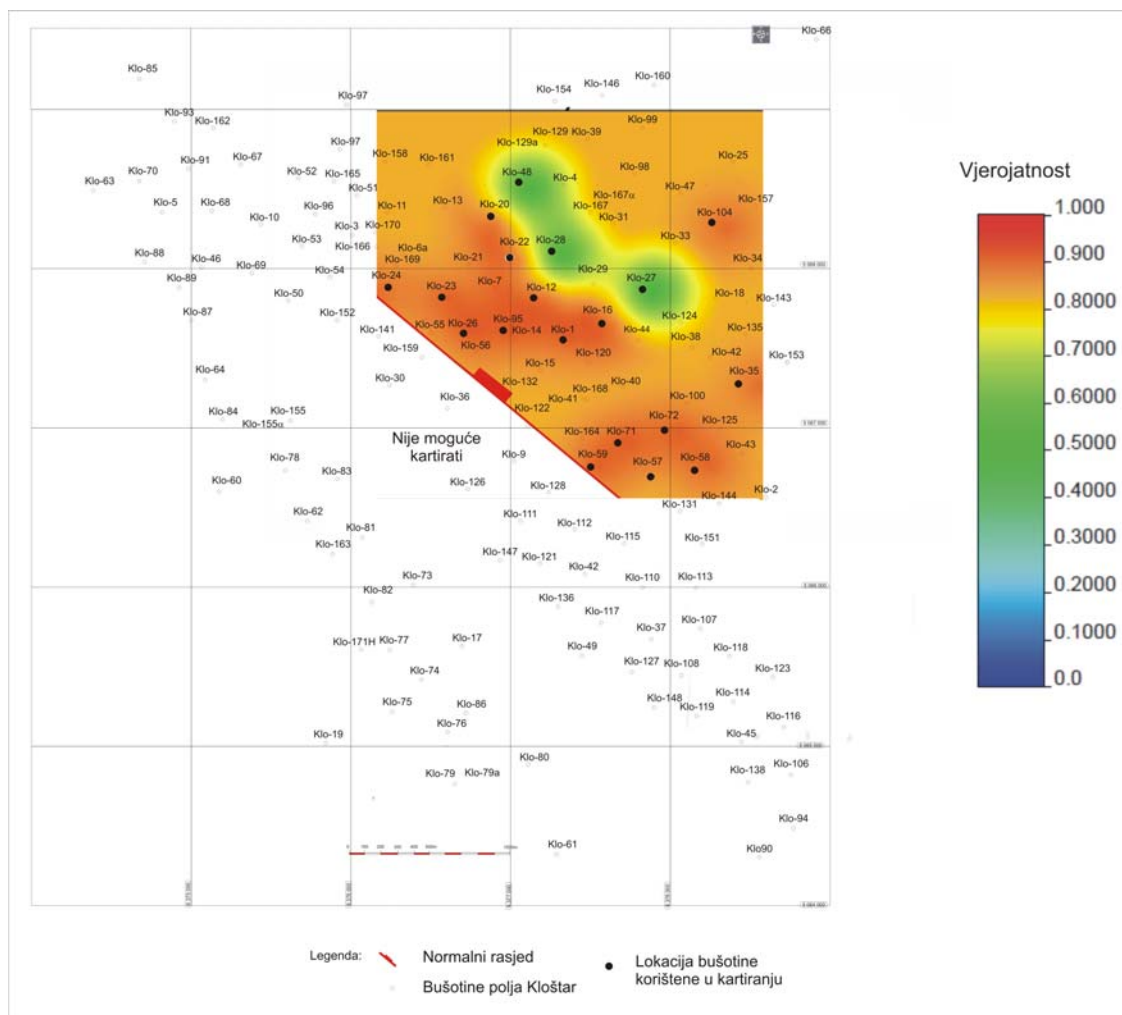 Klo-66
Klo-85
Klo-160
Klo-146
Klo-154
Klo-97
Klo-93
Klo-162
Klo-99
Klo-129 Klo-39
Klo-129a
Klo-97
Klo-158 Klo-161
Klo-25
Klo-91 Klo-67
Klo-98
Klo-70
Klo-63
Klo-52 Klo-165
Klo-51
Klo-48
Klo-4
Klo-47
Klo-167α
Klo-157
Klo-5 Klo-68
Klo-10
Klo-96
Klo-11
Klo-13
Klo-20
Klo-167
Klo-31
Klo-104
Klo-3 Klo-170
Klo-53
Klo-166
Klo-6a
Klo-169
Klo-22
Klo-28
Klo-33
Klo-88
Klo-46
Klo-69
Klo-54
Klo-24
Klo-21
Klo-29
Klo-34
Klo-89
Klo-50
Klo-23
Klo-7
Klo-12
Klo-27
Klo-18
Klo-143
Klo-87
Klo-152
Klo-141
Klo-55
Klo-26
Klo-95
Klo-14
Klo-1
Klo-16
Klo-44
Klo-124
Klo-135
Klo-159
Klo-56
Klo-120
Klo-38
Klo-42
Klo-153
Klo-64
Klo-30
Klo-15
Klo-132
Klo-40
Klo-35
Klo-36
Klo-168
Klo-41
Klo-100
Klo-84 Klo-155
Klo-155α
Klo-122
Klo-72
Klo-125
Nije moguće
kartirati
Klo-164
Klo-71
Klo-43
Klo-78
Klo-83
Klo-9
Klo-59
Klo-57
Klo-58
Klo-60
Klo-126
Klo-128
Klo-144
Klo-2
Klo-62
Klo-81
Klo-111
Klo-112
Klo-131
Klo-163
Klo-147
Klo-121
Klo-115
Klo-151
Klo-73
Klo-42
Klo-110 Klo-113
Klo-82
Klo-136
Klo-117
Klo-37
Klo-107
Klo-171H Klo-77 Klo-17
Klo-49
Klo-127 Klo-108
Klo-118
Klo-123
Klo-74
Klo-75 Klo-86
Klo-76
Klo-148
Klo-119
Klo-114
Klo-116
Klo-19
Klo-45
Klo-80
Klo-79 Klo-79a
Klo-138
Klo-106
Klo-94
Klo-61
Klo90
Vjerojatnost
1.000
0.900
0.8000
0.7000
0.6000
0.5000
0.4000
0.3000
0.2000
0.1000
0.0
Legenda:
Normalni rasjed
Bušotine polja Kloštar
Lokacija bušotine
korištene u kartiranju